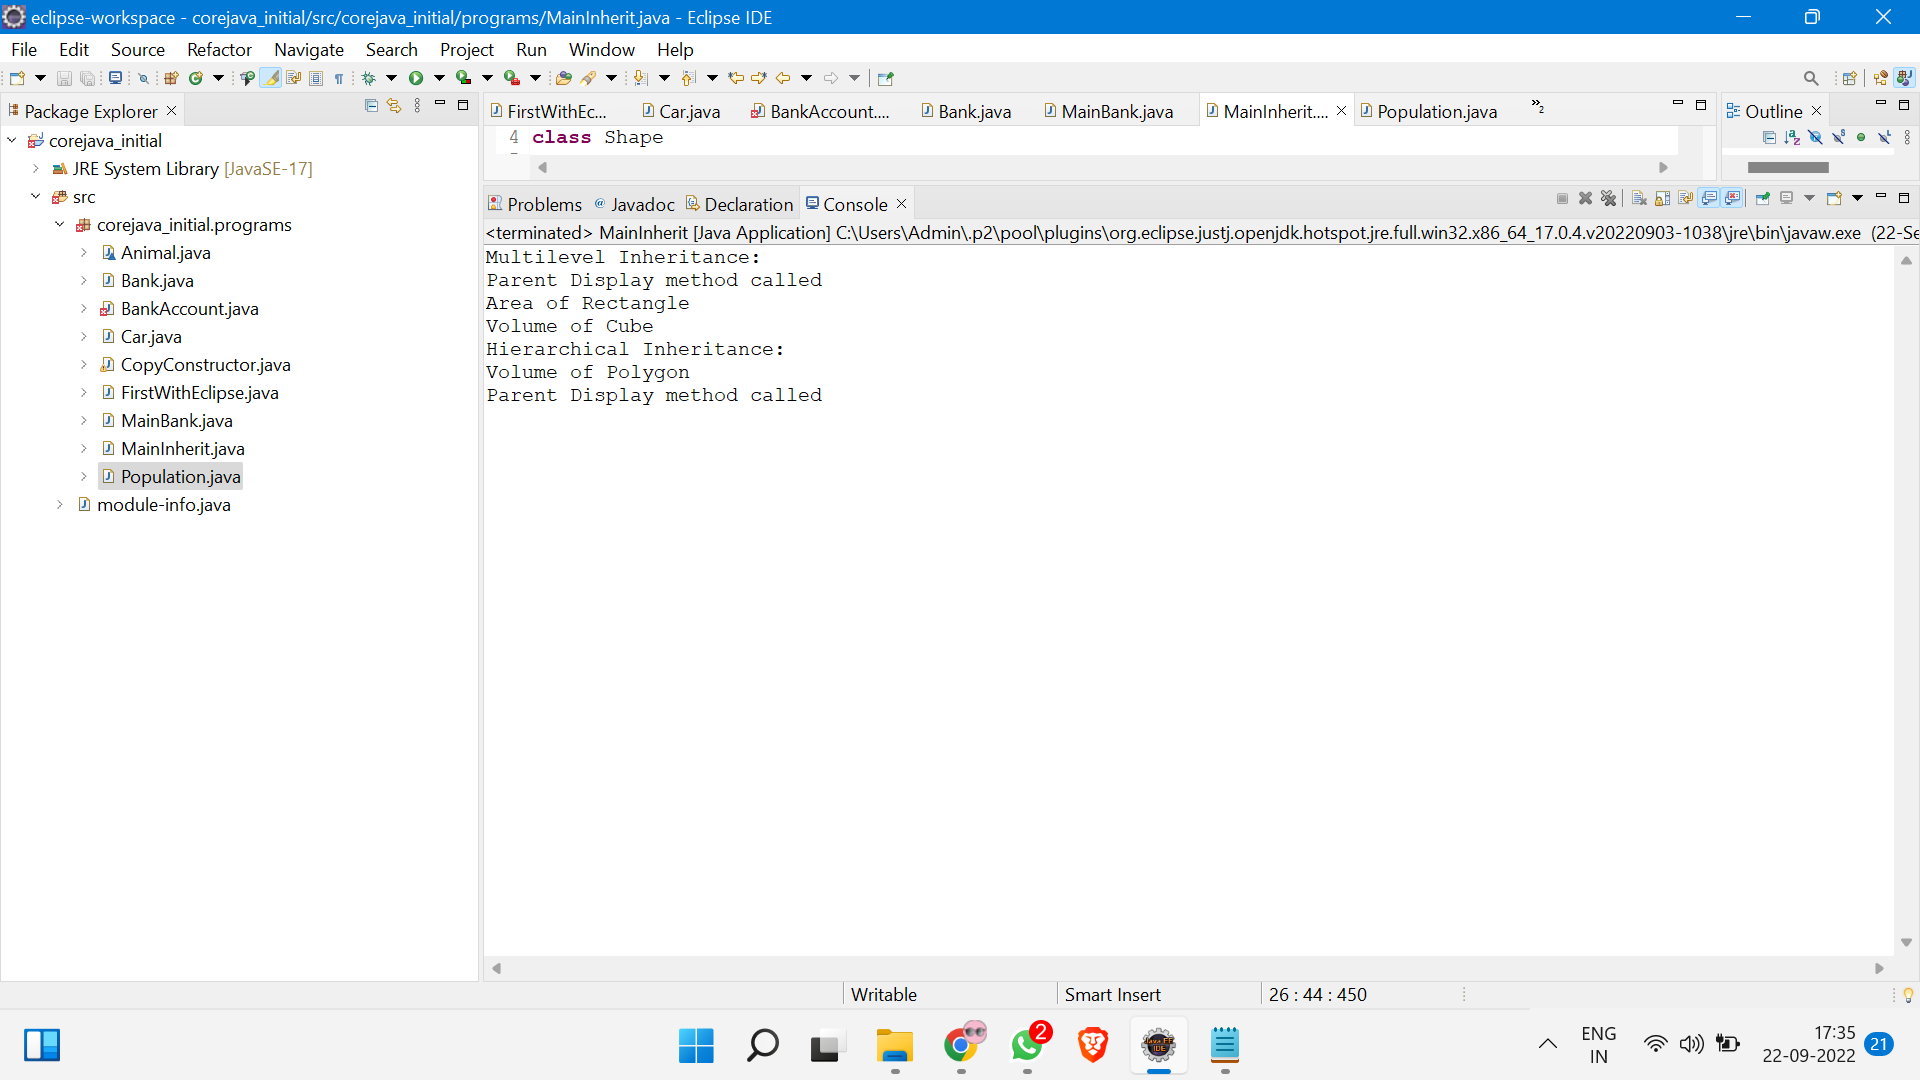 eclipse-workspace - corejava_initial/src/corejava_initial/programs/MainInherit.java - Eclipse IDE
File Edit Source Refactor Navigate Search Project Run Window Help
Package Explorer
corejava_initial
JRE System Library [JavaSE-17]
src
corejava_initial.programs
Animal.java
Bank.java
BankAccount.java
Car.java
CopyConstructor.java
FirstWithEclipse.java
MainBank.java
MainInherit.java
Population.java
module-info.java
FirstWithEc... Car.java BankAccount.... Bank.java MainBank.java MainInherit.... Population.java »2
4 class Shape
Outline
Problems @ Javadoc Declaration Console
<terminated> MainInherit [Java Application] C:\Users\Admin\.p2\pool\plugins\org.eclipse.justj.openjdk.hotspot.jre.full.win32.x86_64_17.0.4.v20220903-1038\jre\bin\javaw.exe (22-Se
Multilevel Inheritance:
Parent Display method called
Area of Rectangle
Volume of Cube
Hierarchical Inheritance:
Volume of Polygon
Parent Display method called
Writable Smart Insert 26 : 44 : 450
2
ENG
IN
17:35
22-09-2022
21